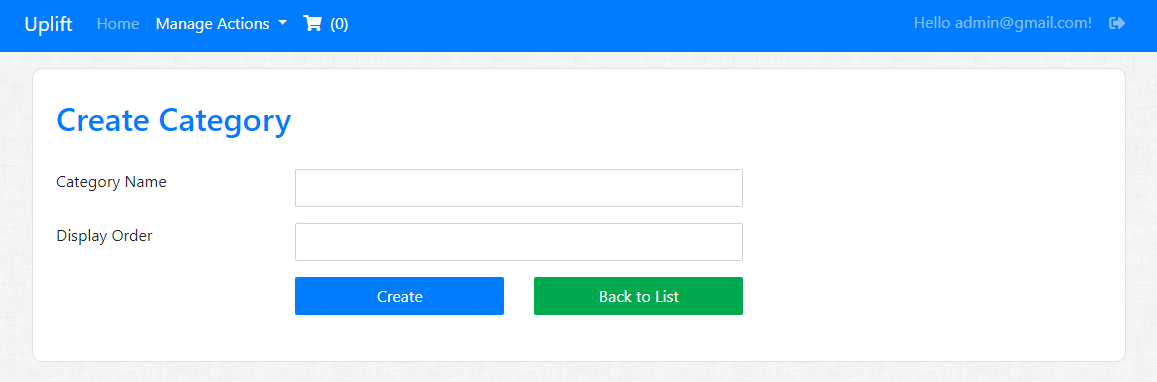 Uplift Home Manage Actions (0) Hello admin@gmail.com!
Create Category
Category Name
Display Order
Create Back to List